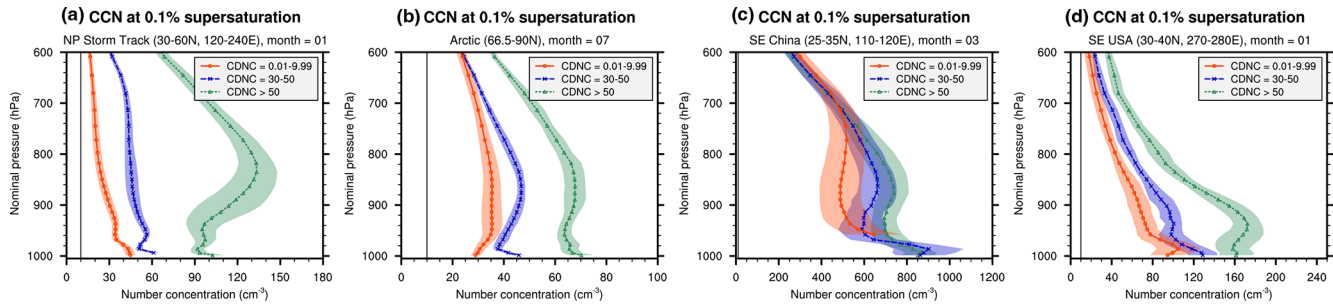 (a) CCN at 0.1% supersaturation
NP Storm Track (30-60N, 120-240E), month = 01
600
700
800
900
1000
Nominal pressure (hPa)
CDNC = 0.01-9.99
CDNC = 30-50
CDNC > 50
0 30 60 90 120 150 180
Number concentration (cm-3)
(b) CCN at 0.1% supersaturation
Arctic (66.5-90N), month = 07
600
700
800
900
1000
Nominal pressure (hPa)
CDNC = 0.01-9.99
CDNC = 30-50
CDNC > 50
0 20 40 60 80 100
Number concentration (cm-3)
(c) CCN at 0.1% supersaturation
SE China (25-35N, 110-120E), month = 03
600
700
800
900
1000
Nominal pressure (hPa)
CDNC = 0.01-9.99
CDNC = 30-50
CDNC > 50
0 200 400 600 800 1000 1200
Number concentration (cm-3)
(d) CCN at 0.1% supersaturation
SE USA (30-40N, 270-280E), month = 01
600
700
800
900
1000
Nominal pressure (hPa)
CDNC = 0.01-9.99
CDNC = 30-50
CDNC > 50
0 40 80 120 160 200 240
Number concentration (cm-3)